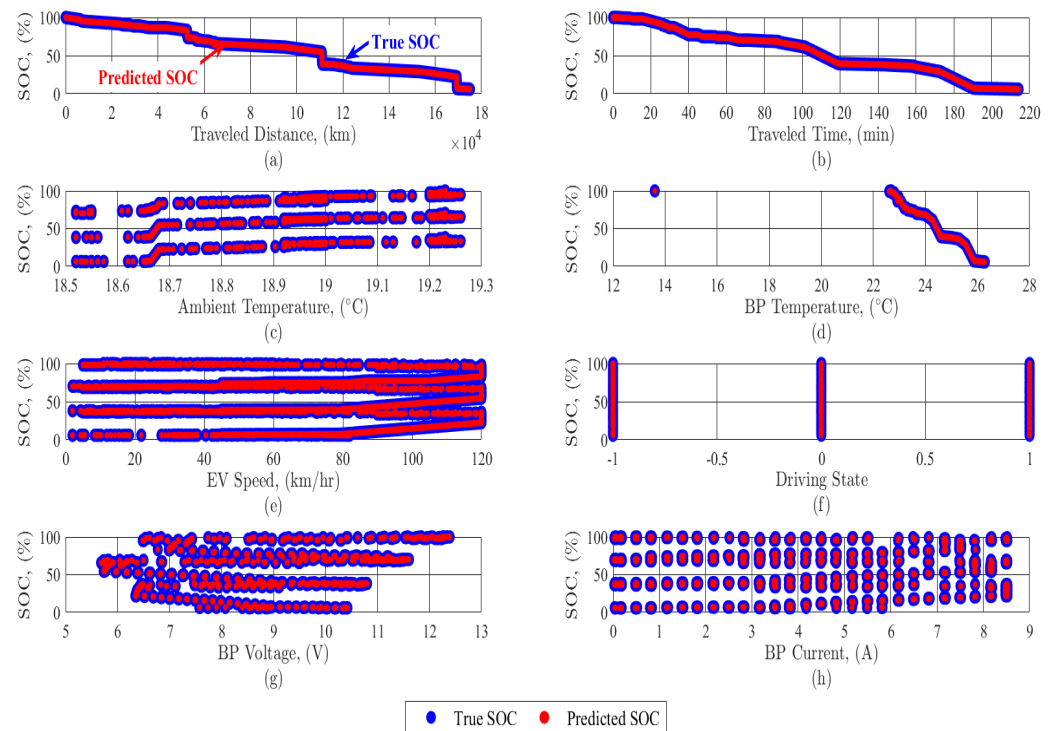 SOC, (%)
100
50
0
True SOC
Predicted SOC
0 2 4 6 8 10 12 14 16 18
Traveled Distance, (km)
×10⁴
(a)
SOC, (%)
100
50
0
0 20 40 60 80 100 120 140 160 180 200 220
Traveled Time, (min)
(b)
SOC, (%)
100
50
0
18.5 18.6 18.7 18.8 18.9 19 19.1 19.2 19.3
Ambient Temperature, (°C)
(c)
SOC, (%)
100
50
0
12 14 16 18 20 22 24 26 28
BP Temperature, (°C)
(d)
SOC, (%)
100
50
0
0 20 40 60 80 100 120
EV Speed, (km/hr)
(e)
SOC, (%)
100
50
0
-1 -0.5 0 0.5 1
Driving State
(f)
SOC, (%)
100
50
0
5 6 7 8 9 10 11 12 13
BP Voltage, (V)
(g)
SOC, (%)
100
50
0
0 1 2 3 4 5 6 7 8 9
BP Current, (A)
(h)
True SOC Predicted SOC